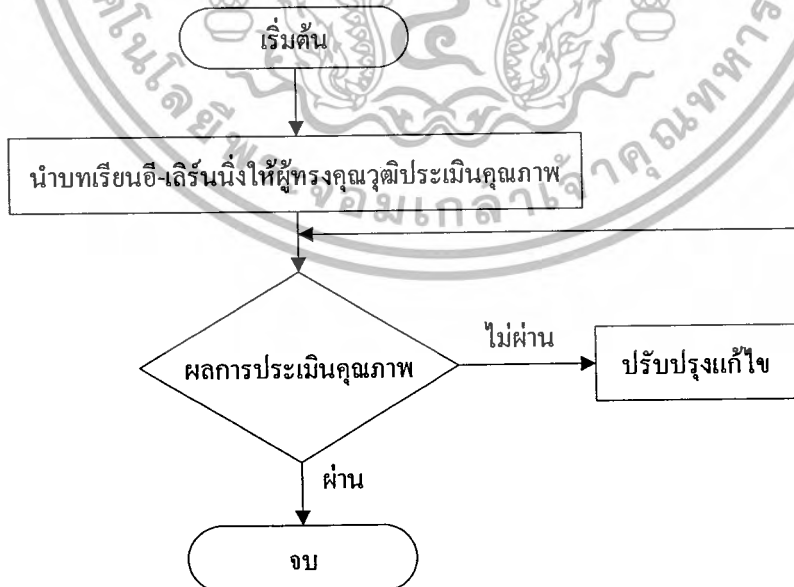 เริ่มต้น
นำบทเรียนอี-เลิร์นนิ่งให้ผู้ทรงคุณวุฒิประเมินคุณภาพ
ผลการประเมินคุณภาพ
ไม่ผ่าน
ปรับปรุงแก้ไข
ผ่าน
จบ